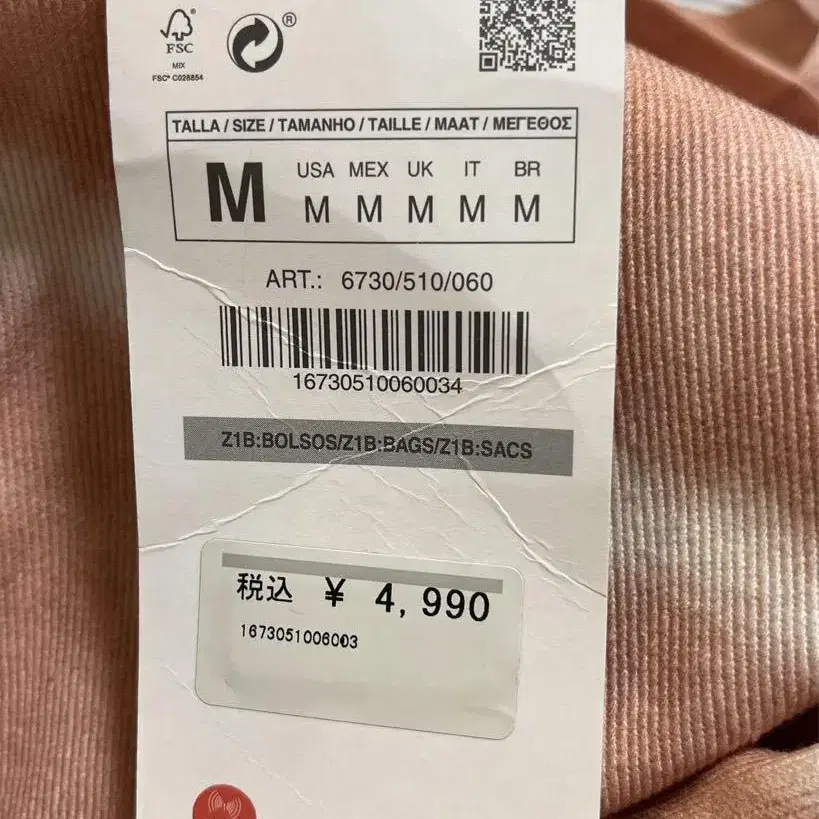 FSC®
MIX
FSC® C028854
®
TALLA / SIZE / TAMANHO / TAILLE / MAAT / ΜΕΓΕΘΟΣ
M
USA MEX UK IT BR
M M M M M
ART.: 6730/510/060
16730510060034
Z1B:BOLSOS/Z1B:BAGS/Z1B:SACS
税込 ¥ 4,990
1673051006003